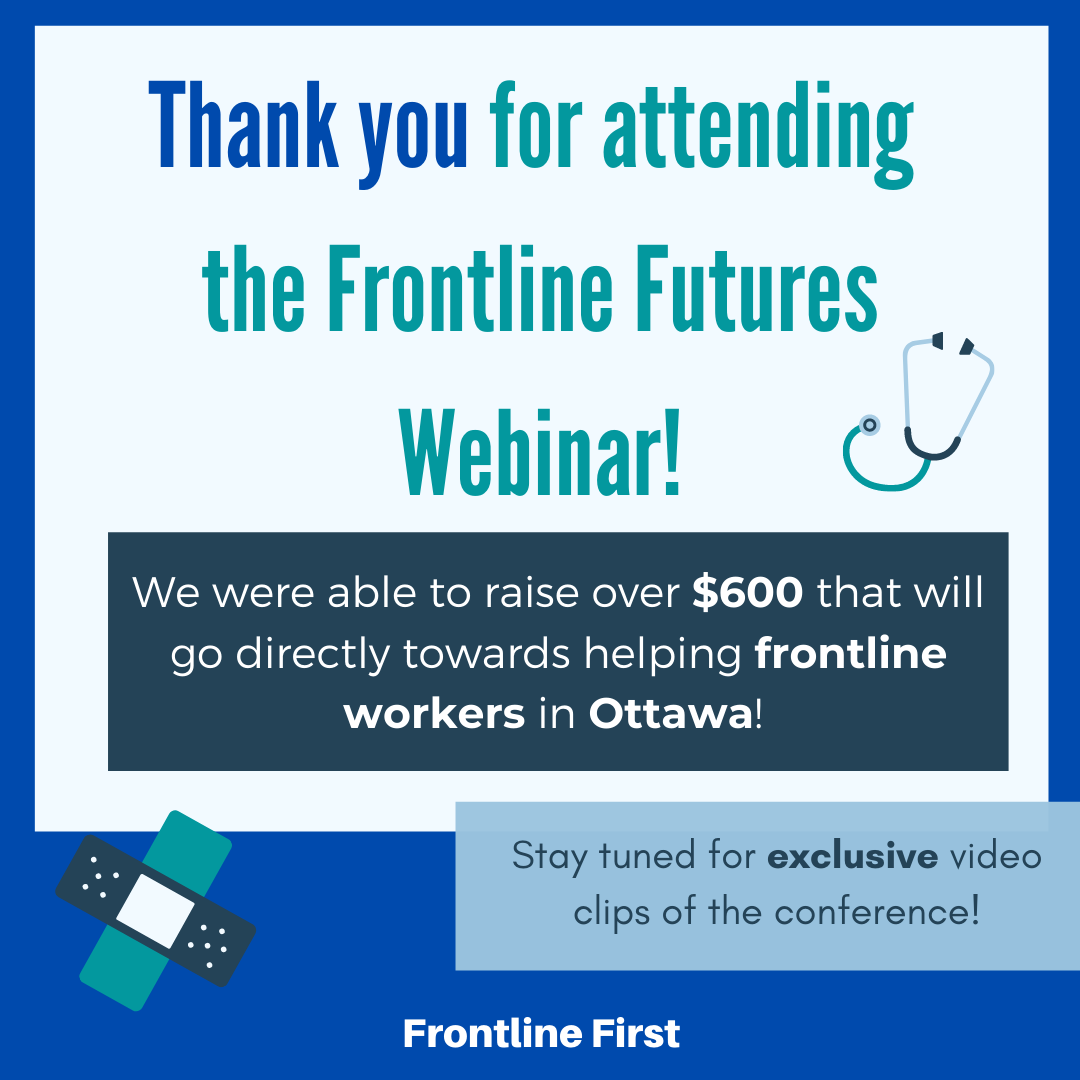 Thank you for attending
the Frontline Futures
Webinar!
We were able to raise over $600 that will
go directly towards helping frontline
workers in Ottawa!
Stay tuned for exclusive video
clips of the conference!
Frontline First